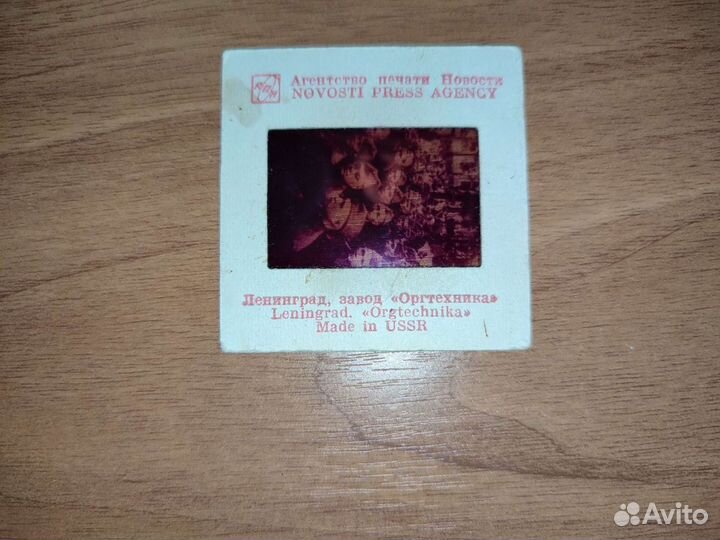 Агентство печати Новости
NOVOSTI PRESS AGENCY
Ленинград, завод «Оргтехника»
Leningrad. «Orgtechnika»
Made in USSR
Avito